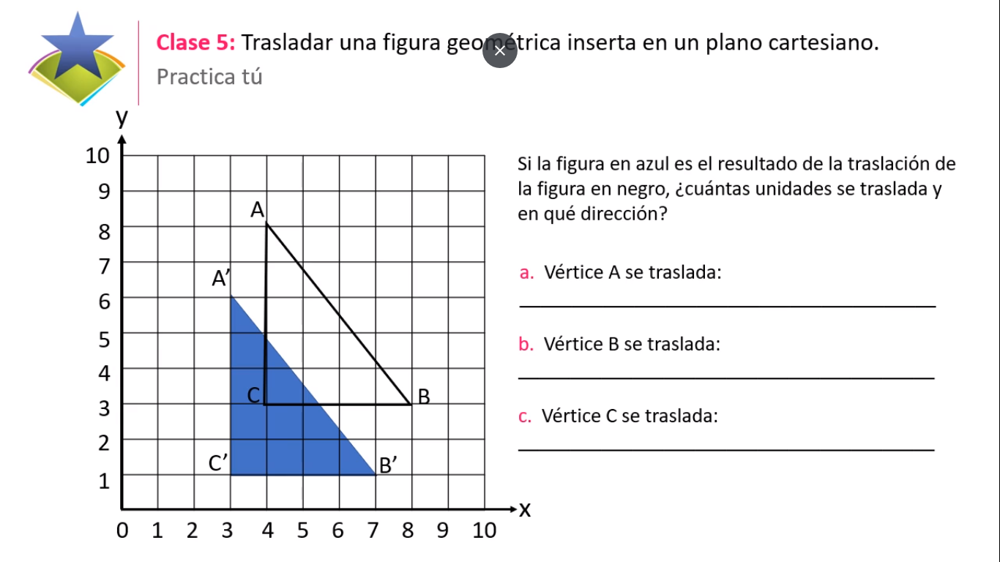 Clase 5: Trasladar una figura geométrica inserta en un plano cartesiano.
Practica tú
y
10
9
8
7
6
5
4
3
2
1
A
A’
C
B
C’
B’
x
0 1 2 3 4 5 6 7 8 9 10
Si la figura en azul es el resultado de la traslación de
la figura en negro, ¿cuántas unidades se traslada y
en qué dirección?
a. Vértice A se traslada:
b. Vértice B se traslada:
c. Vértice C se traslada: